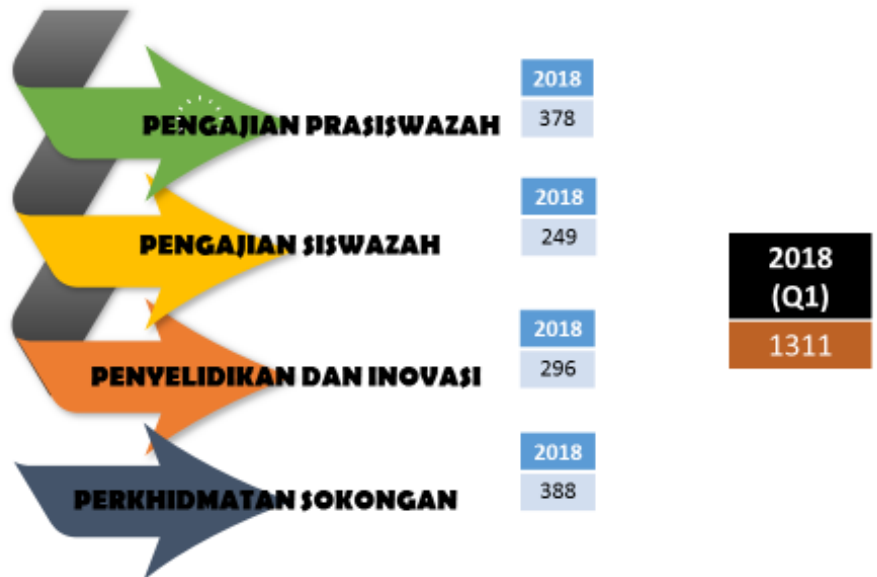 2018
378
PENGAJIAN PRASISWAZAH
2018
249
PENGAJIAN SISWAZAH
2018
(Q1)
1311
2018
296
PENYELIDIKAN DAN INOVASI
2018
388
PERKHIDMATAN SOKONGAN